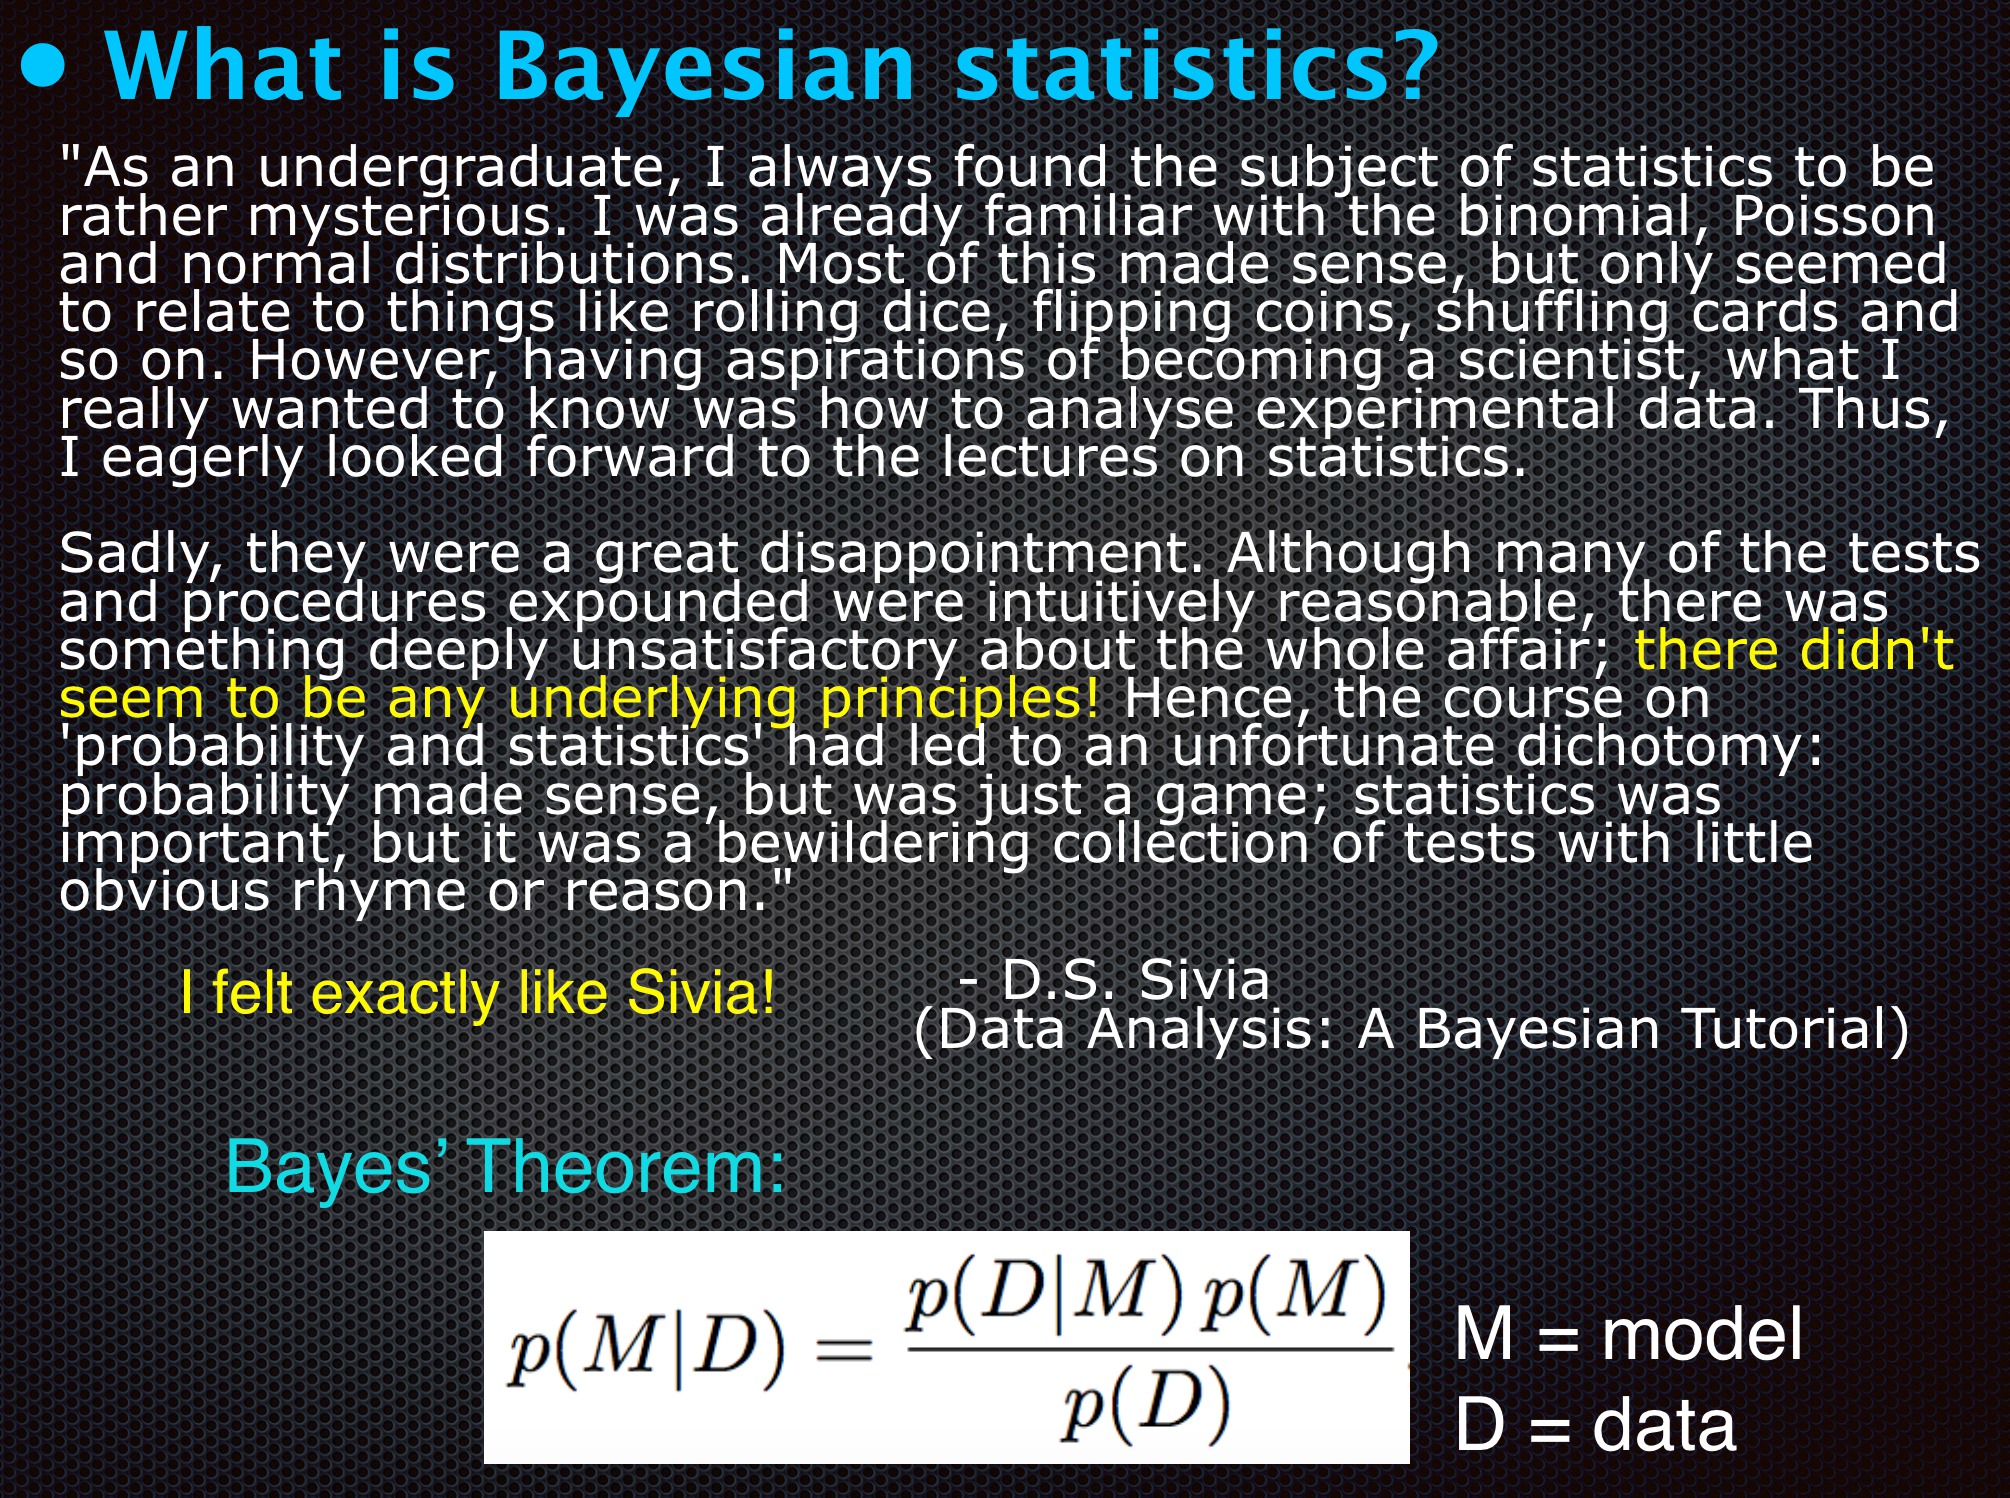 • What is Bayesian statistics?
"As an undergraduate, I always found the subject of statistics to be
rather mysterious. I was already familiar with the binomial, Poisson
and normal distributions. Most of this made sense, but only seemed
to relate to things like rolling dice, flipping coins, shuffling cards and
so on. However, having aspirations of becoming a scientist, what I
really wanted to know was how to analyse experimental data. Thus,
I eagerly looked forward to the lectures on statistics.
Sadly, they were a great disappointment. Although many of the tests
and procedures expounded were intuitively reasonable, there was
something deeply unsatisfactory about the whole affair; there didn't
seem to be any underlying principles! Hence, the course on
'probability and statistics' had led to an unfortunate dichotomy:
probability made sense, but was just a game; statistics was
important, but it was a bewildering collection of tests with little
obvious rhyme or reason."
I felt exactly like Sivia!
- D.S. Sivia
(Data Analysis: A Bayesian Tutorial)
Bayes’ Theorem:
p(M|D) = p(D|M) p(M) / p(D)
M = model
D = data